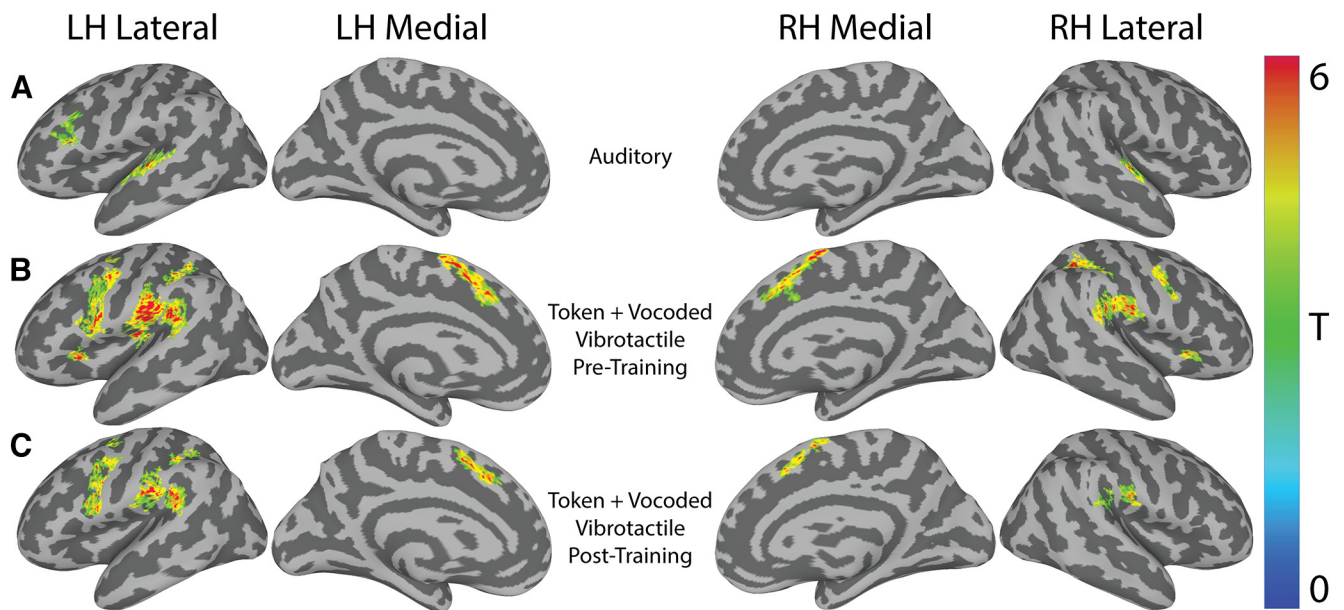 LH Lateral
LH Medial
RH Medial
RH Lateral
A
Auditory
B
Token + Vocoded
Vibrotactile
Pre-Training
C
Token + Vocoded
Vibrotactile
Post-Training
6
T
0